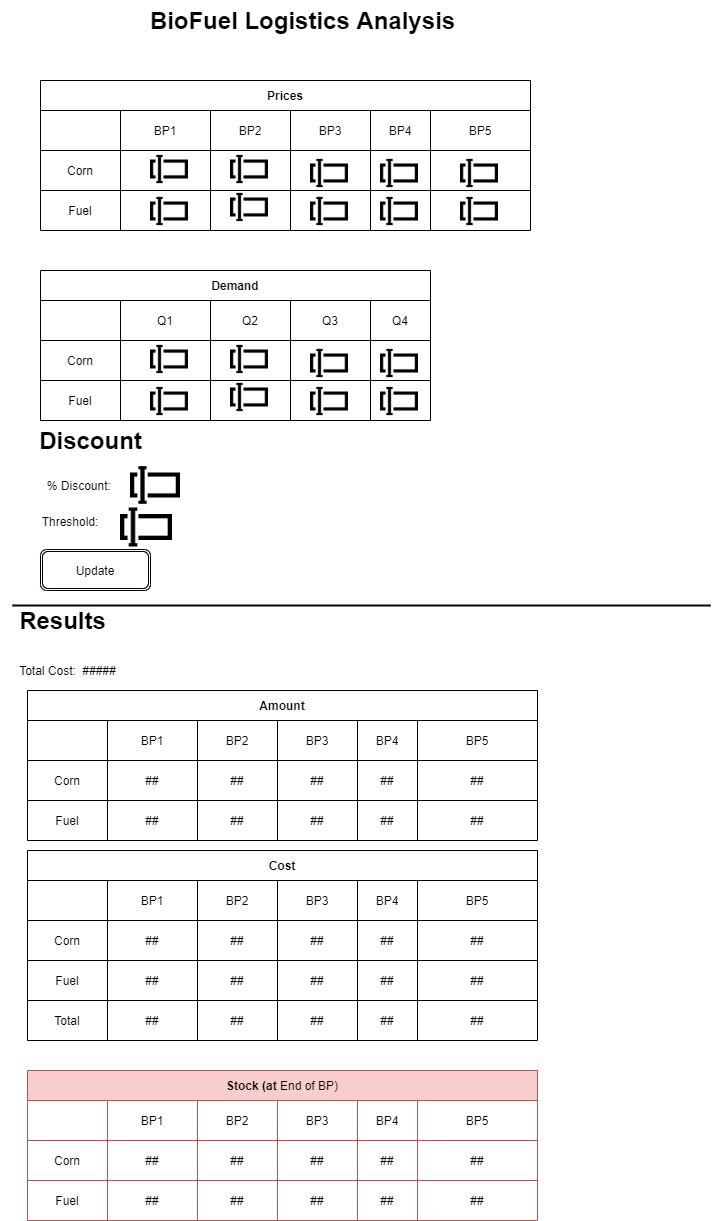 BioFuel Logistics Analysis
Prices
BP1 BP2 BP3 BP4 BP5
Corn
Fuel
Demand
Q1 Q2 Q3 Q4
Corn
Fuel
Discount
% Discount:
Threshold:
Update
Results
Total Cost: #####
Amount
BP1 BP2 BP3 BP4 BP5
Corn ## ## ## ## ##
Fuel ## ## ## ## ##
Cost
BP1 BP2 BP3 BP4 BP5
Corn ## ## ## ## ##
Fuel ## ## ## ## ##
Total ## ## ## ## ##
Stock (at End of BP)
BP1 BP2 BP3 BP4 BP5
Corn ## ## ## ## ##
Fuel ## ## ## ## ##